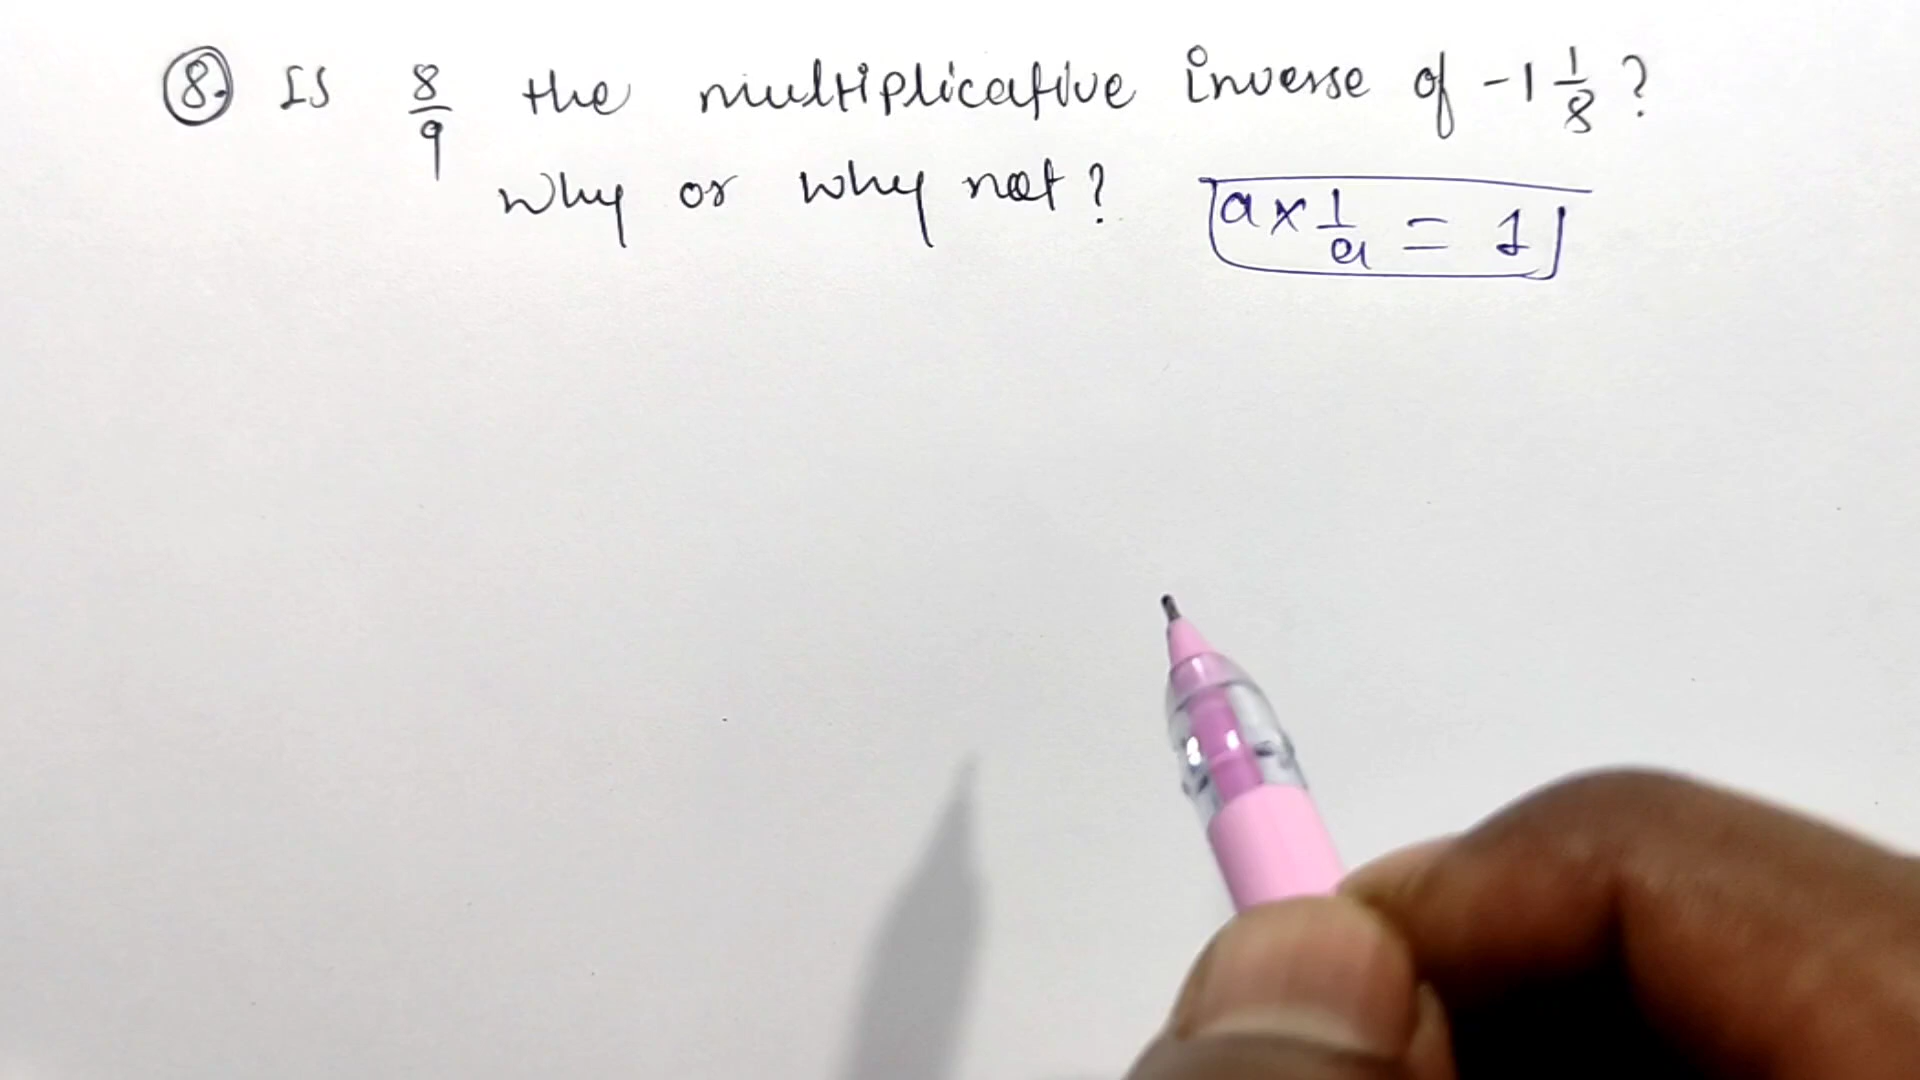 8. Is 8/9 the multiplicative inverse of -1 1/8 ?
Why or why not ?
a × 1/a = 1